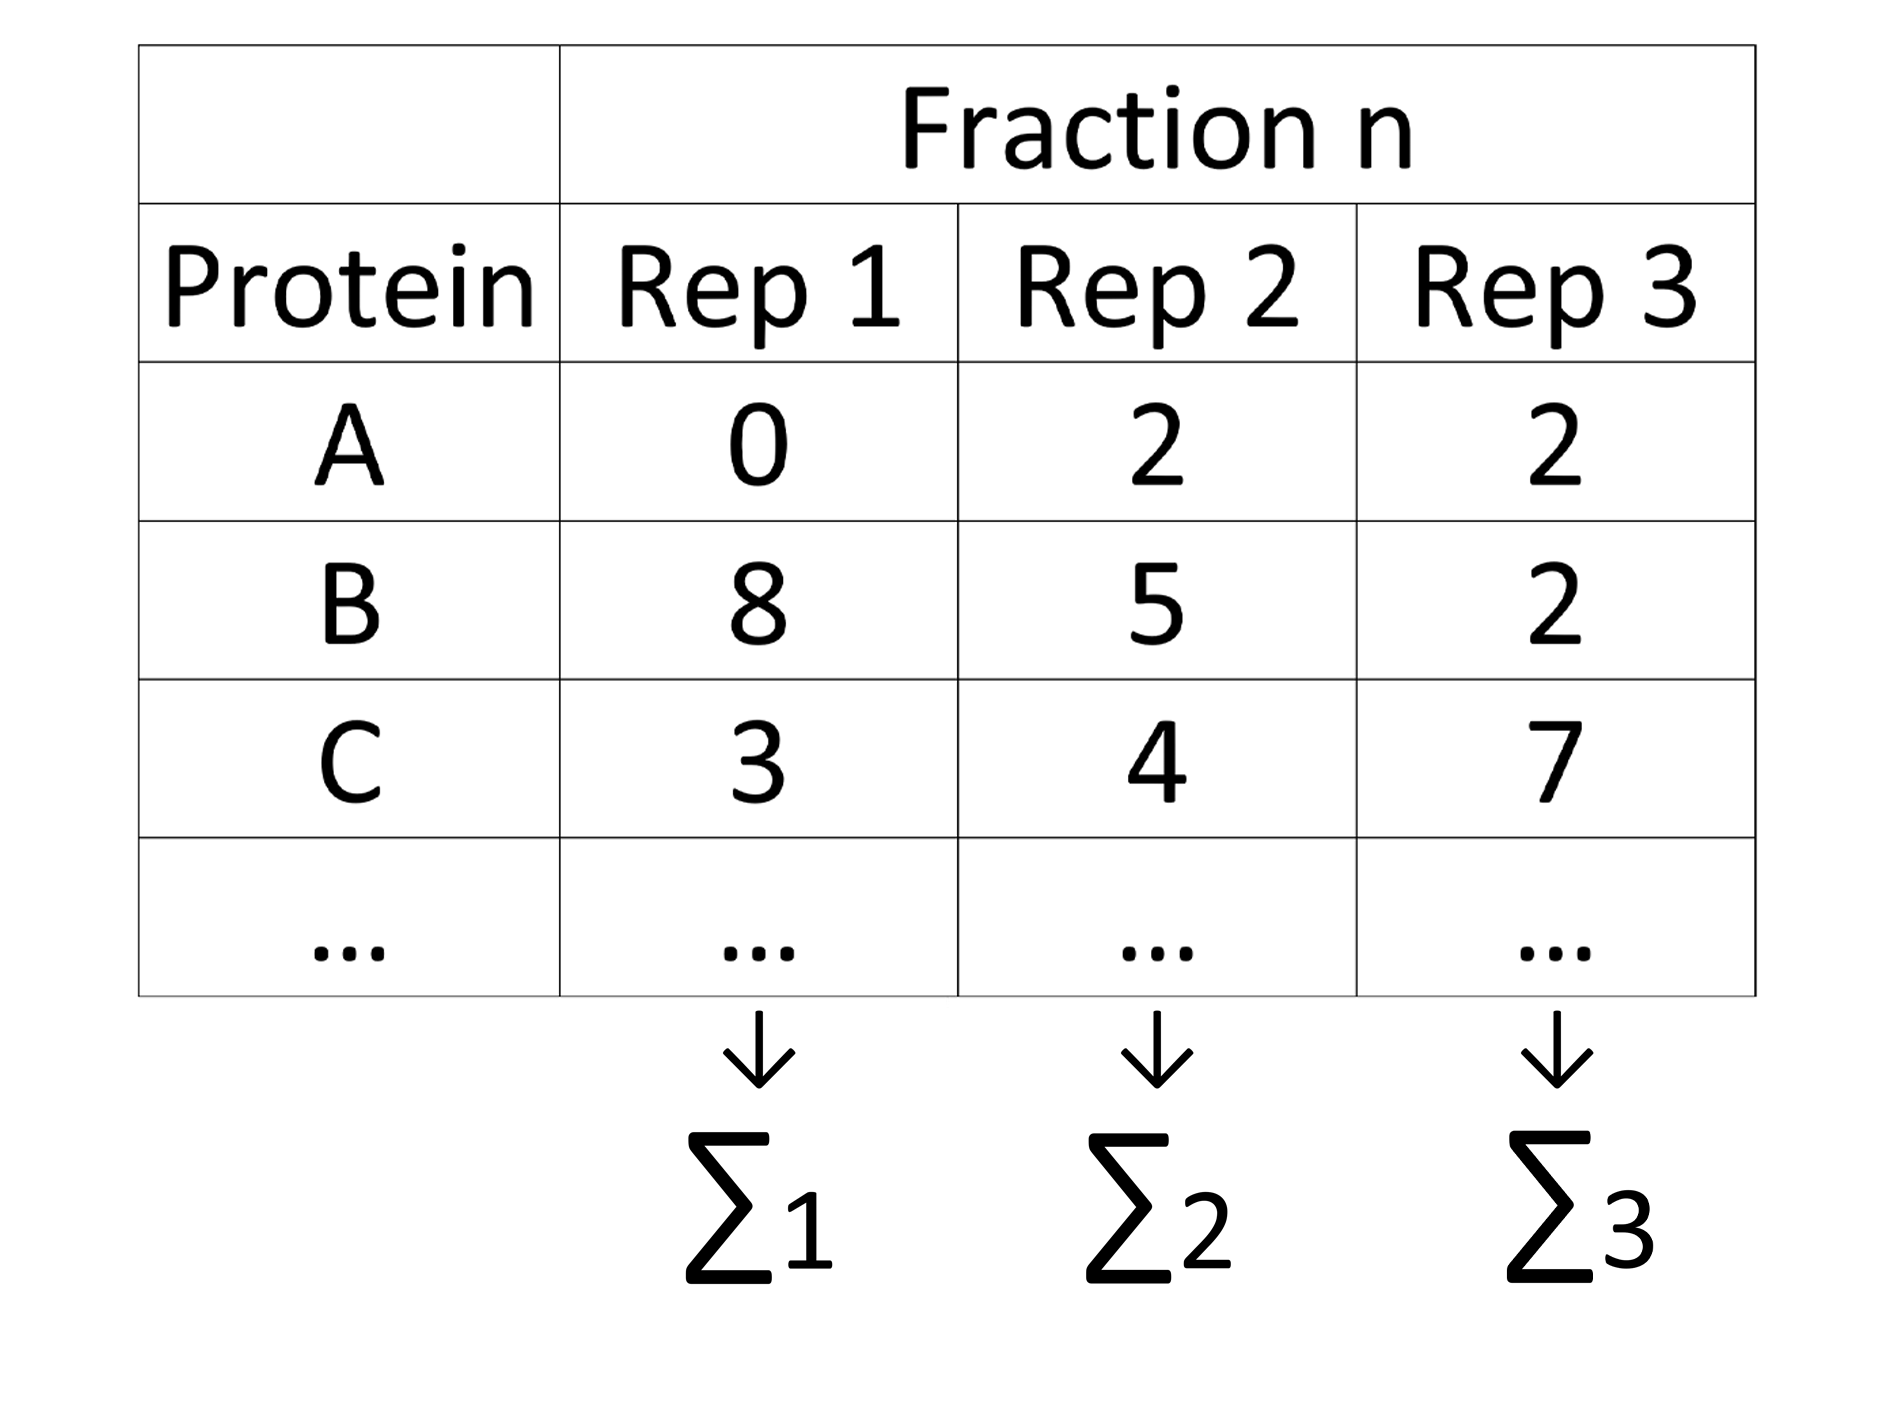 Fraction n
Protein Rep 1 Rep 2 Rep 3
A 0 2 2
B 8 5 2
C 3 4 7
... ... ... ...
∑1 ∑2 ∑3